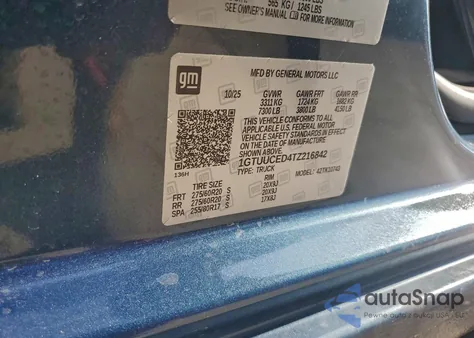 565 KG / 1245 LBS
SEE OWNER'S MANUAL FOR MORE INFORMATION
gm
MFD BY GENERAL MOTORS LLC
10/25 GVWR GAWR FRT GAWR RR
3311 KG 1724 KG 1882 KG
7300 LB 3800 LB 4150 LB
THIS VEHICLE CONFORMS TO ALL APPLICABLE
U.S. FEDERAL MOTOR
VEHICLE SAFETY STANDARDS IN EFFECT
ON THE DATE OF MANUFACTURE SHOWN
ABOVE.
1GTUUCED4TZ216842
TYPE: TRUCK
136H
TIRE SIZE RIM
FRT 275/60R20 S 20X9J
RR 275/60R20 S 20X9J
SPA 255/80R17 S 17X8J
autoSnap